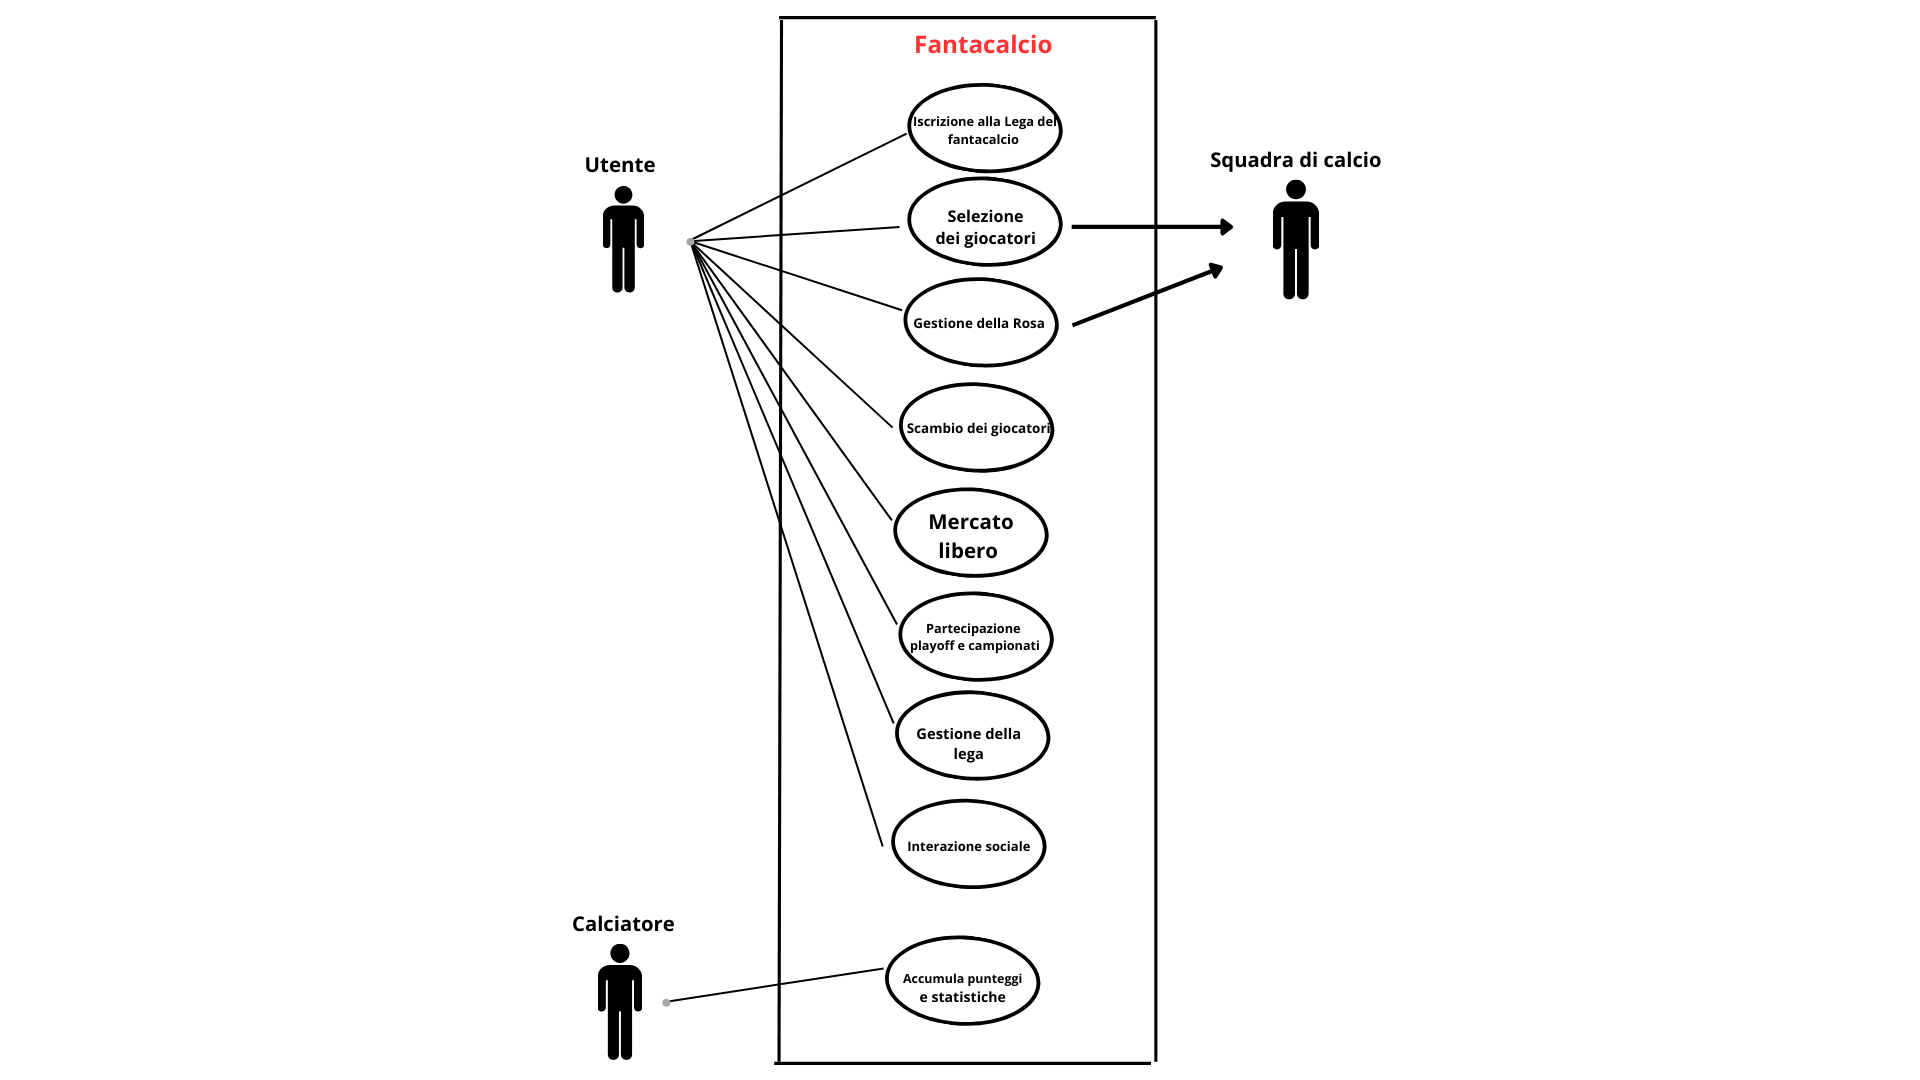 Fantacalcio
Utente
Squadra di calcio
Iscrizione alla Lega del
fantacalcio
Selezione
dei giocatori
Gestione della Rosa
Scambio dei giocatori
Mercato
libero
Partecipazione
playoff e campionati
Gestione della
lega
Interazione sociale
Calciatore
Accumula punteggi
e statistiche